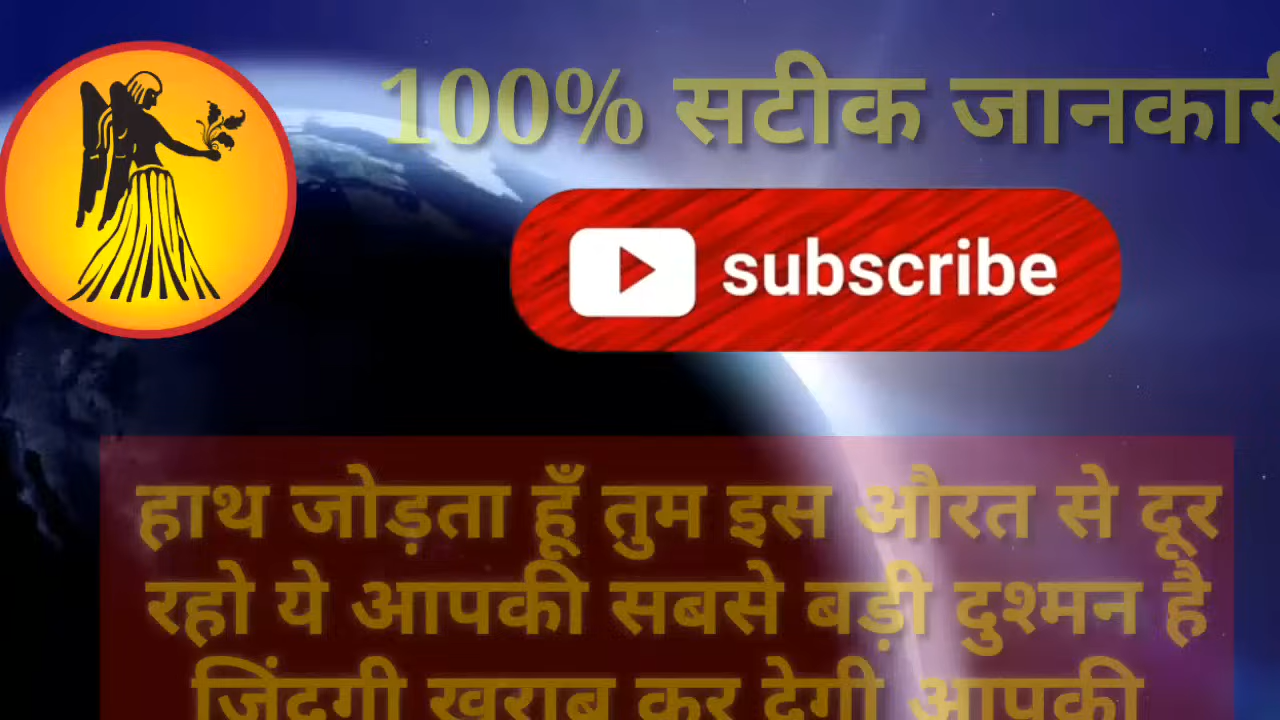 100% सटीक जानकारी
subscribe
हाथ जोड़ता हूँ तुम इस औरत से दूर
रहो ये आपकी सबसे बड़ी दुश्मन है
जिंदगी खराब कर देगी आपकी